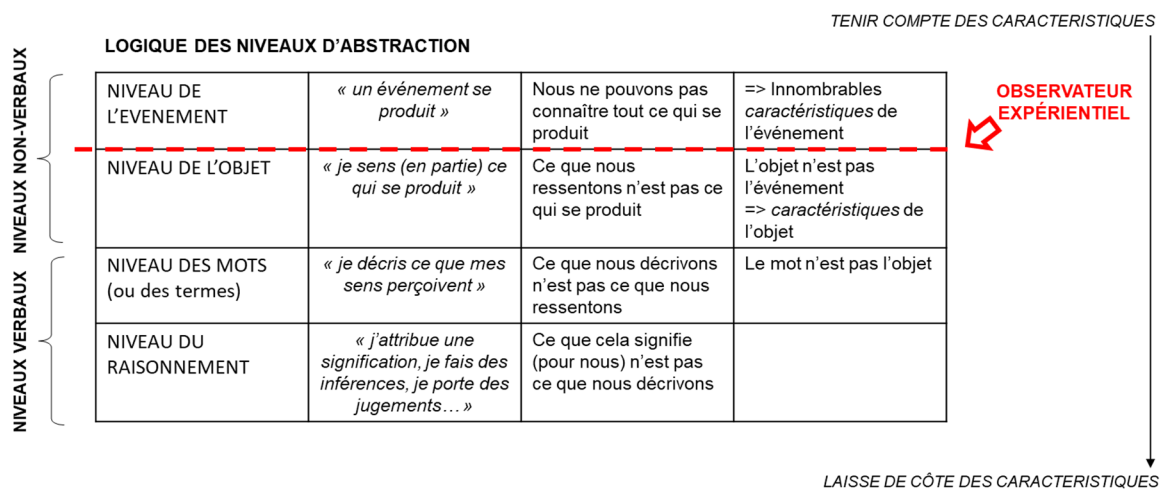 TENIR COMPTE DES CARACTERISTIQUES
LOGIQUE DES NIVEAUX D’ABSTRACTION
NIVEAUX NON-VERBAUX
NIVEAU DE
L’EVENEMENT
« un événement se
produit »
Nous ne pouvons pas
connaître tout ce qui se
produit
=> Innombrables
caractéristiques de
l’événement
OBSERVATEUR
EXPÉRIENTIEL
NIVEAU DE L’OBJET
« je sens (en partie) ce
qui se produit »
Ce que nous
ressentons n’est pas ce
qui se produit
L’objet n’est pas
l’événement
=> caractéristiques de
l’objet
NIVEAUX VERBAUX
NIVEAU DES MOTS
(ou des termes)
« je décris ce que mes
sens perçoivent »
Ce que nous décrivons
n’est pas ce que nous
ressentons
Le mot n’est pas l’objet
NIVEAU DU
RAISONNEMENT
« j’attribue une
signification, je fais des
inférences, je porte des
jugements… »
Ce que cela signifie
(pour nous) n’est pas
ce que nous décrivons
LAISSE DE CÔTE DES CARACTERISTIQUES